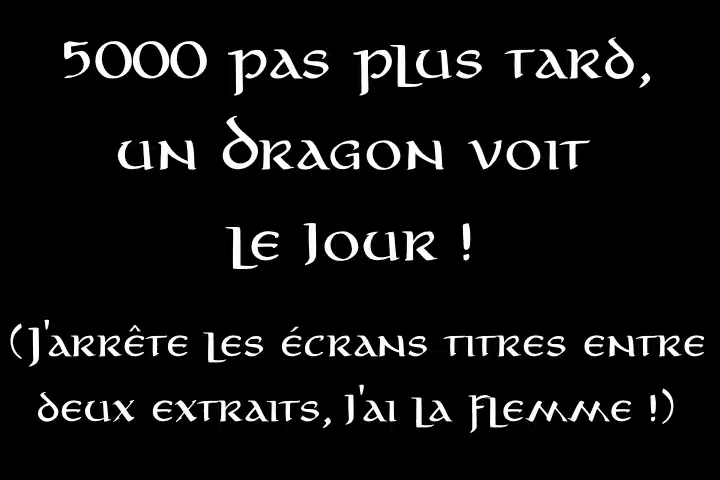 5000 pas plus tard,
un dragon voit
le jour !
(J'arrête les écrans titres entre
deux extraits, j'ai la flemme !)